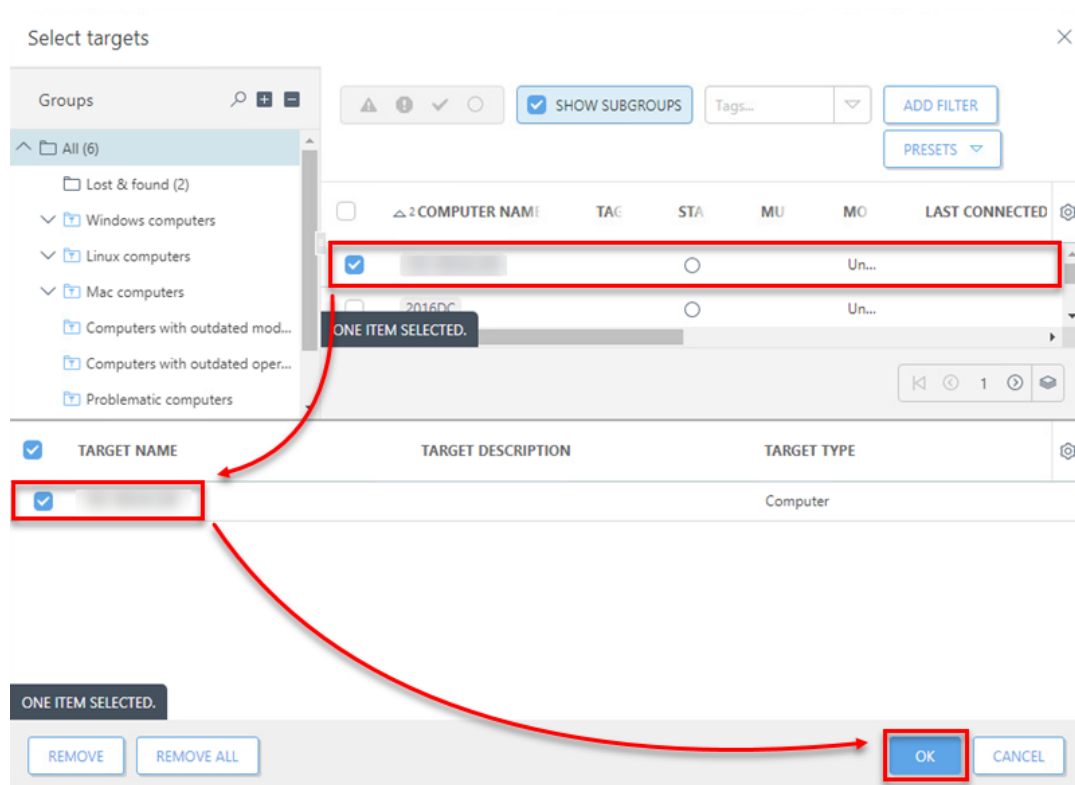 Select targets
Groups
SHOW SUBGROUPS
Tags...
ADD FILTER
PRESETS
All (6)
Lost & found (2)
Windows computers
Linux computers
Mac computers
Computers with outdated mod...
Computers with outdated oper...
Problematic computers
2 COMPUTER NAME TAG STA MU MO LAST CONNECTED
Un...
2016DC Un...
ONE ITEM SELECTED.
1
TARGET NAME TARGET DESCRIPTION TARGET TYPE
Computer
ONE ITEM SELECTED.
REMOVE REMOVE ALL OK CANCEL